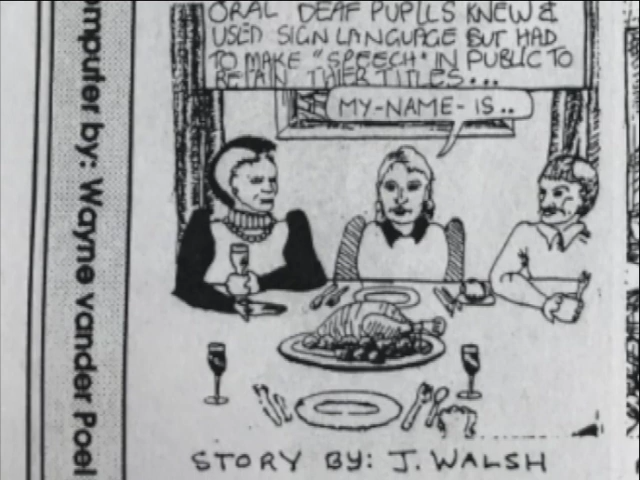 ORAL DEAF PUPILS KNEW &
USED SIGN LANGUAGE BUT HAD
TO MAKE "SPEECH" IN PUBLIC TO
RETAIN THIER TITLES...
MY-NAME-IS..
omputer by: Wayne vander Poel
STORY BY: J. WALSH